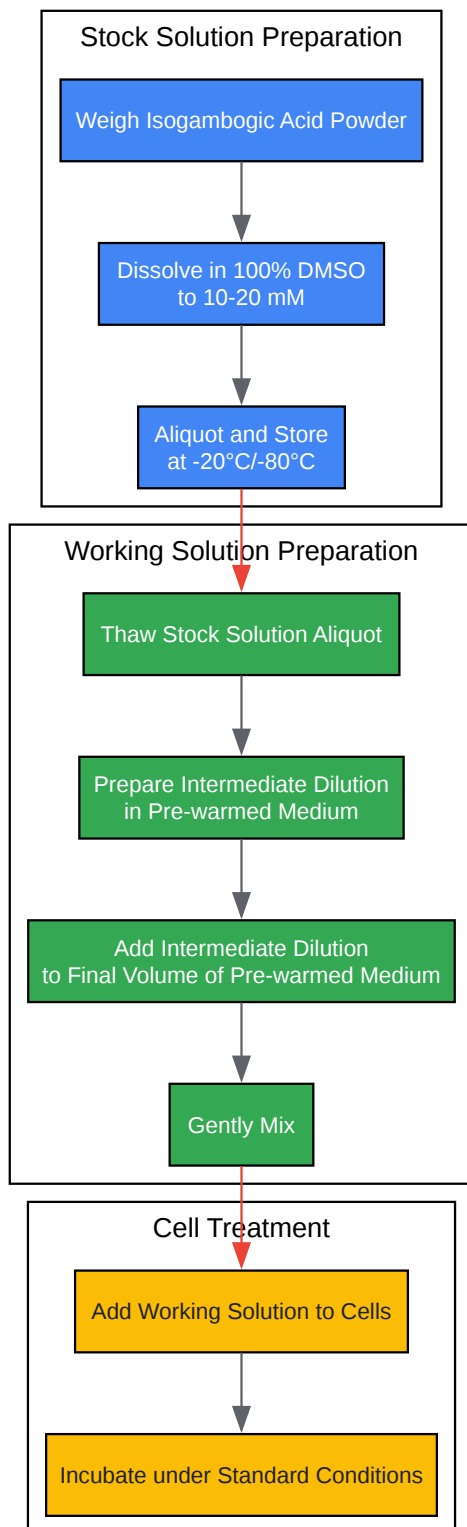 Stock Solution Preparation
Weigh Isogambogic Acid Powder
Dissolve in 100% DMSO
to 10-20 mM
Aliquot and Store
at -20°C/-80°C
Working Solution Preparation
Thaw Stock Solution Aliquot
Prepare Intermediate Dilution
in Pre-warmed Medium
Add Intermediate Dilution
to Final Volume of Pre-warmed Medium
Gently Mix
Cell Treatment
Add Working Solution to Cells
Incubate under Standard Conditions